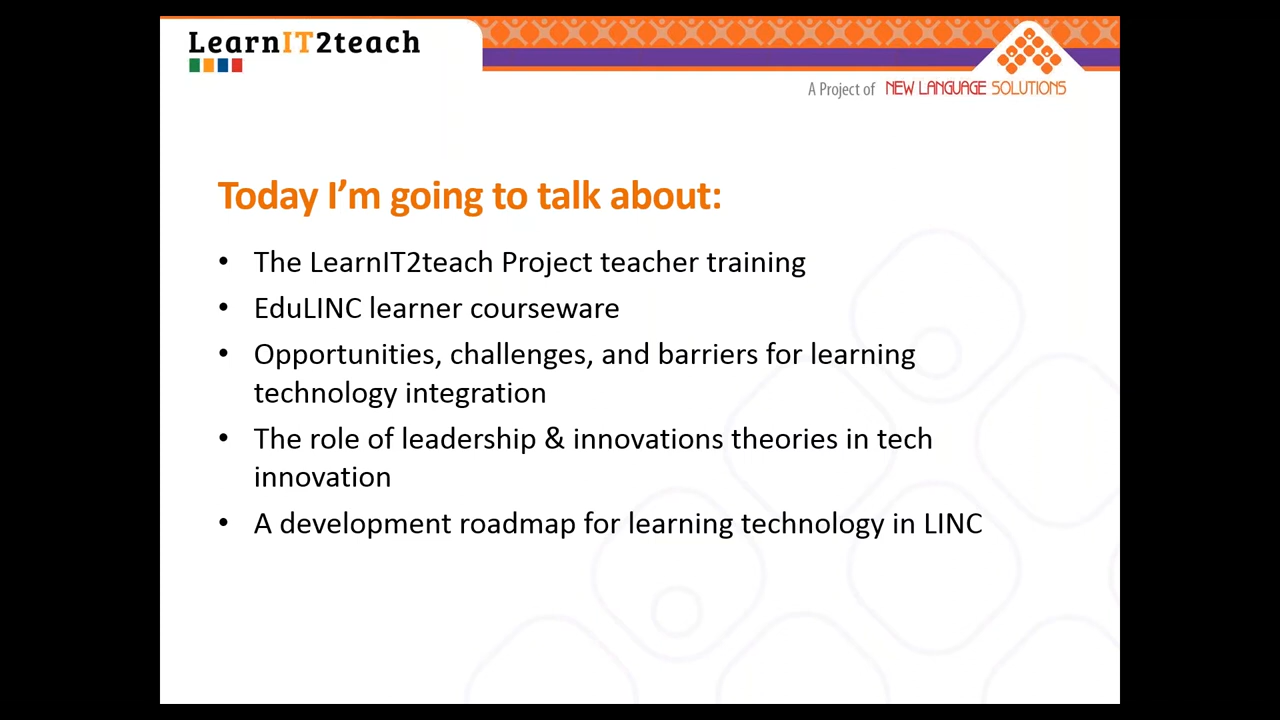 LearnIT2teach
A Project of NEW LANGUAGE SOLUTIONS
Today I’m going to talk about:
• The LearnIT2teach Project teacher training
• EduLINC learner courseware
• Opportunities, challenges, and barriers for learning
technology integration
• The role of leadership & innovations theories in tech
innovation
• A development roadmap for learning technology in LINC